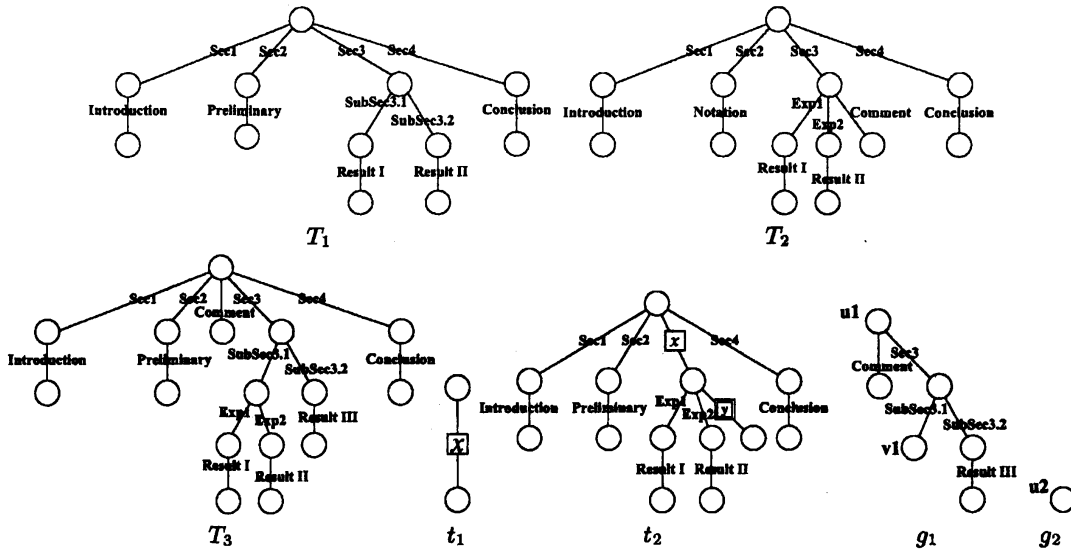 Sec1 Sec2 Sec3 Sec4
Introduction Preliminary SubSec3.1 Conclusion
SubSec3.2
Result I Result II
T1
Sec1 Sec2 Sec3 Sec4
Introduction Notation Exp1 Comment Conclusion
Exp2
Result I Result II
T2
Sec1 Sec2 Sec3 Sec4
Comment
Introduction Preliminary SubSec3.1 Conclusion
SubSec3.2
Exp1 Exp2 Result III
Result I Result II
T3
x
t1
Sec1 Sec2 x Sec4
Introduction Preliminary Exp1 Exp2 y Conclusion
Result I Result II
t2
u1
Sec3
Comment
SubSec3.1
SubSec3.2
v1
Result III
g1
u2
g2